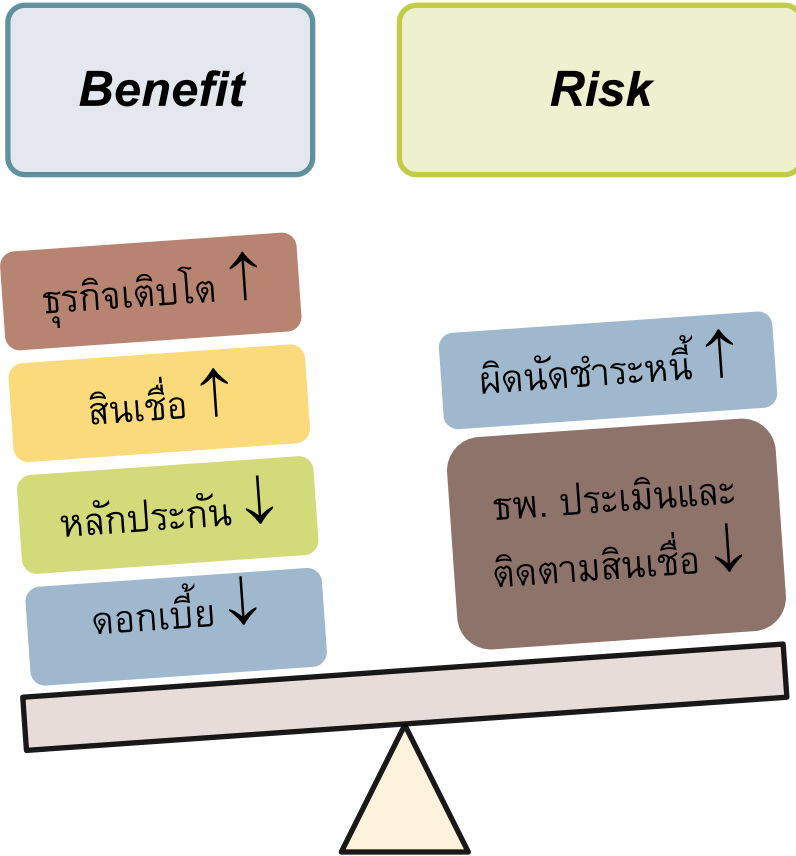 Benefit
Risk
ธุรกิจเติบโต ↑
สินเชื่อ ↑
หลักประกัน ↓
ดอกเบี้ย ↓
ผิดนัดชำระหนี้ ↑
ธพ. ประเมินและ
ติดตามสินเชื่อ ↓